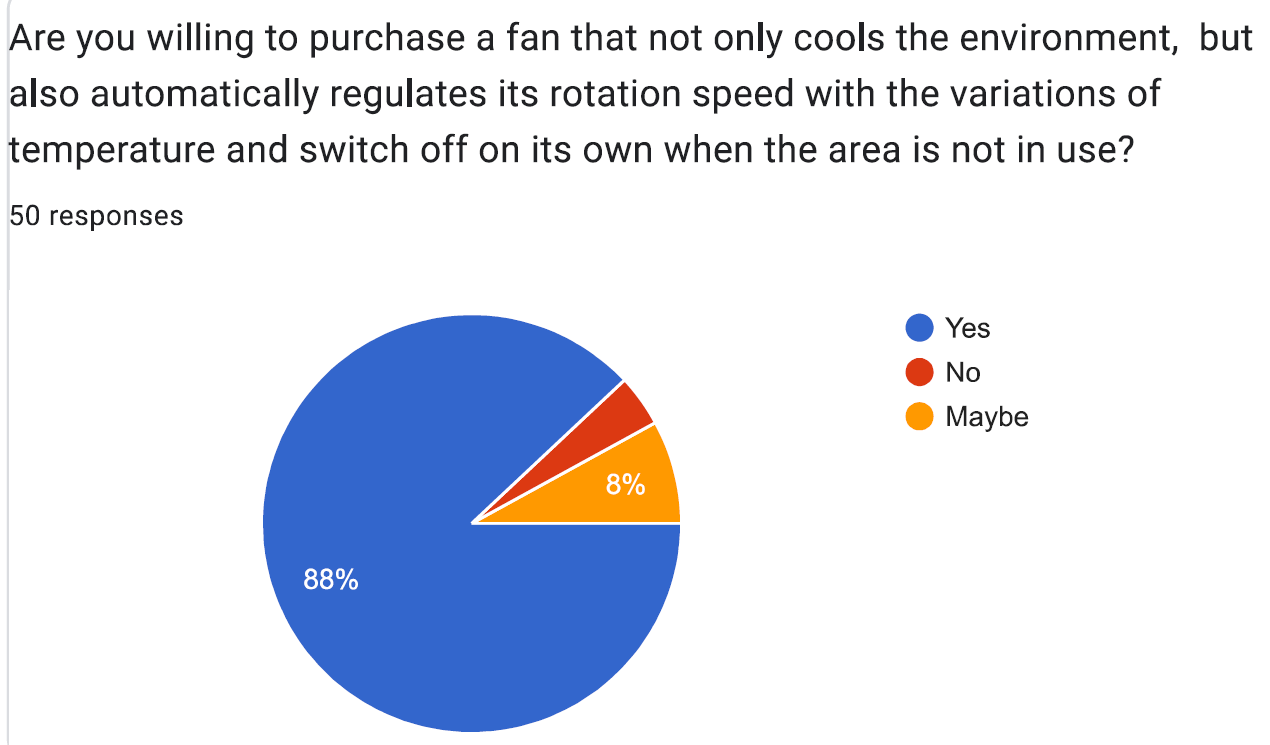 Are you willing to purchase a fan that not only cools the environment,  but
also automatically regulates its rotation speed with the variations of
temperature and switch off on its own when the area is not in use?
50 responses
Yes
No
Maybe
8%
88%